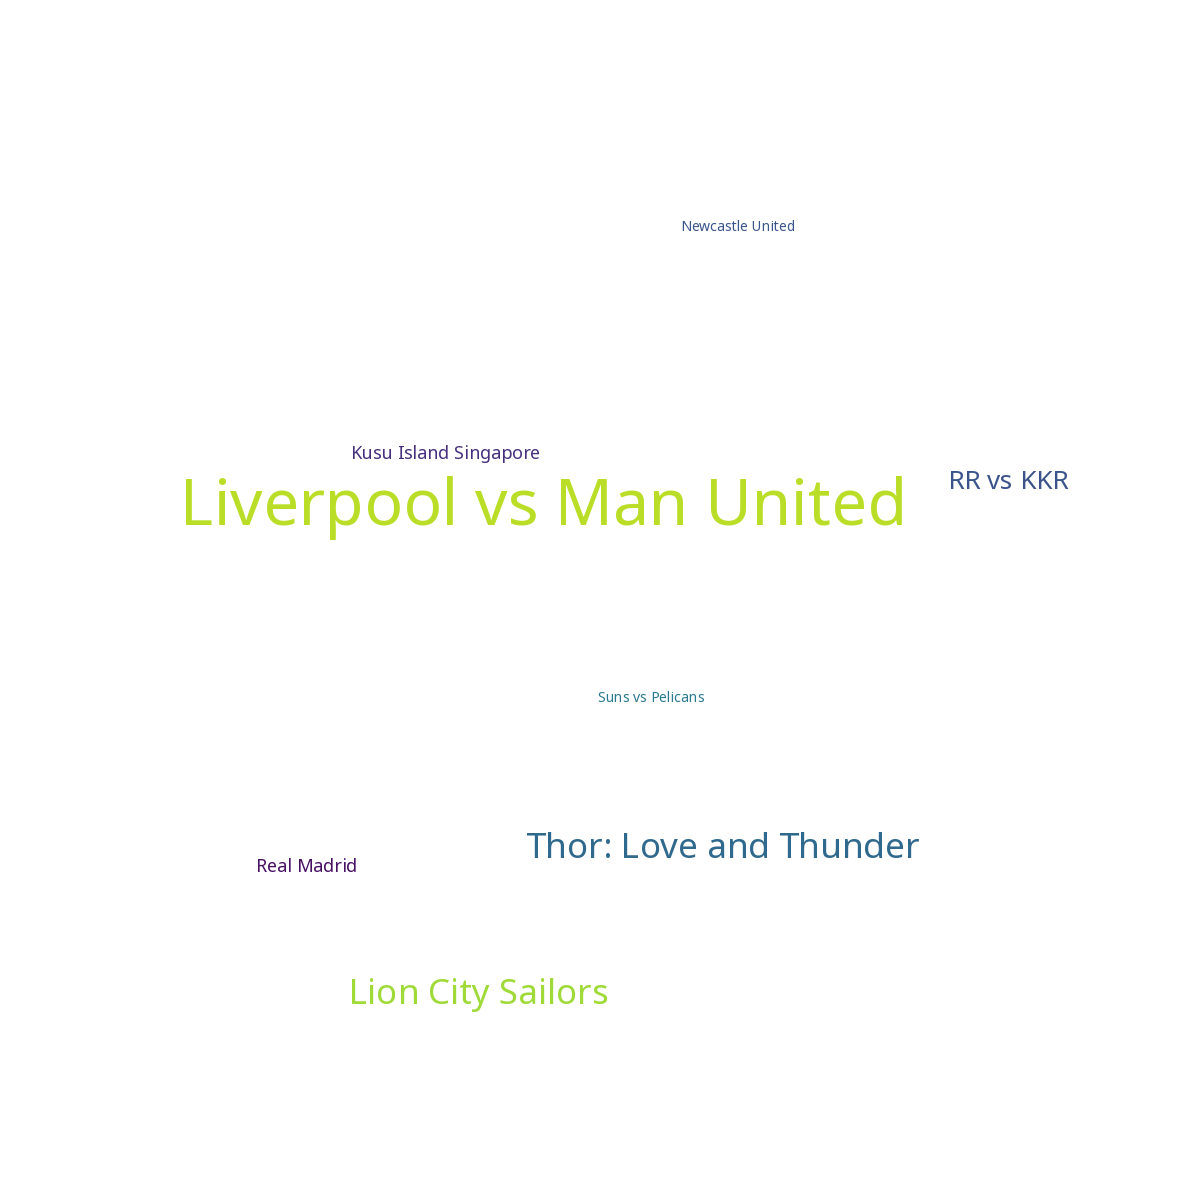 Newcastle United
Kusu Island Singapore
Liverpool vs Man United
RR vs KKR
Suns vs Pelicans
Thor: Love and Thunder
Real Madrid
Lion City Sailors